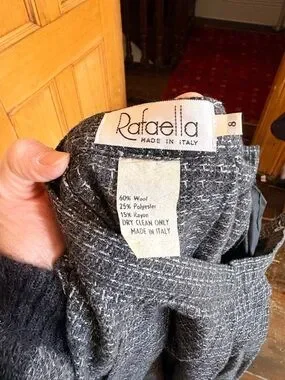 Rafaella
MADE IN ITALY
8
60% Wool
25% Polyester
15% Rayon
DRY CLEAN ONLY
MADE IN ITALY